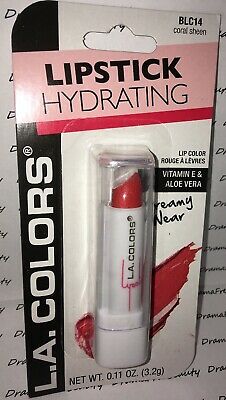 BLC14
coral sheen
LIPSTICK
HYDRATING
LIP COLOR
ROUGE À LÈVRES
VITAMIN E &
ALOE VERA
Creamy
Wear
L.A. COLORS®
L.A. COLORS®
NET WT. 0.11 OZ. (3.2g)